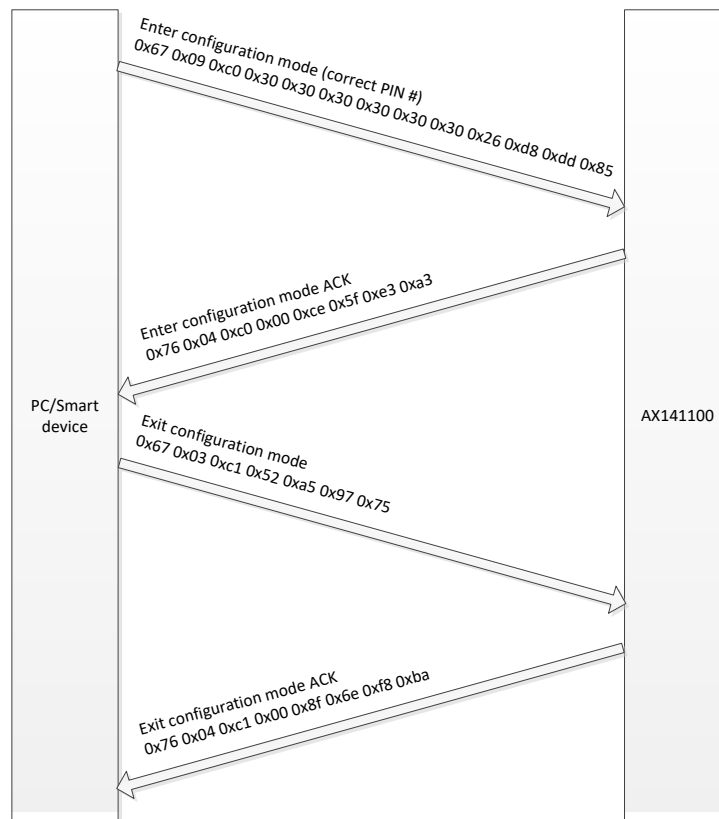 Enter configuration mode (correct PIN #)
0x67 0x09 0xc0 0x30 0x30 0x30 0x30 0x30 0x30 0x26 0xd8 0xdd 0x85
Enter configuration mode ACK
0x76 0x04 0xc0 0x00 0xce 0x5f 0xe3 0xa3
PC/Smart
device
AX141100
Exit configuration mode
0x67 0x03 0xc1 0x52 0xa5 0x97 0x75
Exit configuration mode ACK
0x76 0x04 0xc1 0x00 0x8f 0x6e 0xf8 0xba